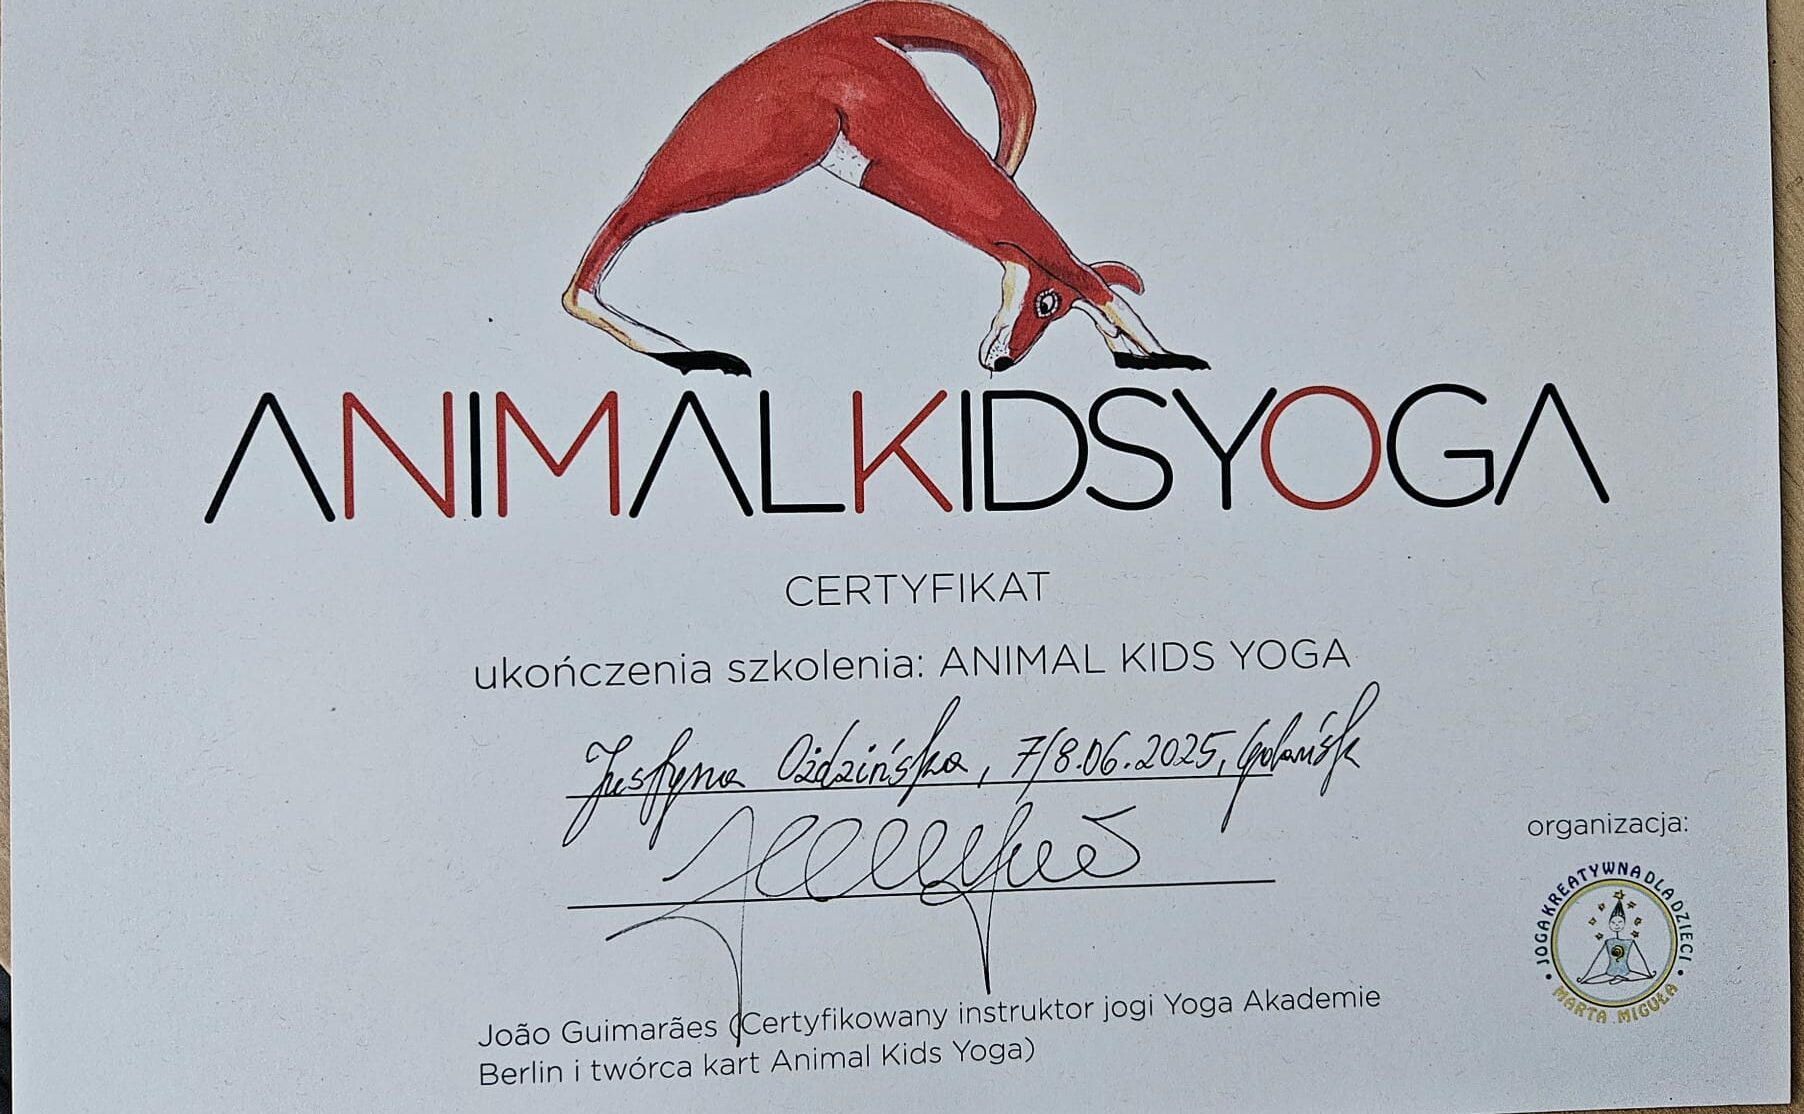 ANIMALKIDSYOGA
CERTYFIKAT
ukończenia szkolenia: ANIMAL KIDS YOGA
Justyna Oździńska, 7/8.06.2025, Gdańsk
organizacja:
JOGA KREATYWNA DLA DZIECI
MARTA MIGUŁA
João Guimarães (Certyfikowany instruktor jogi Yoga Akademie
Berlin i twórca kart Animal Kids Yoga)